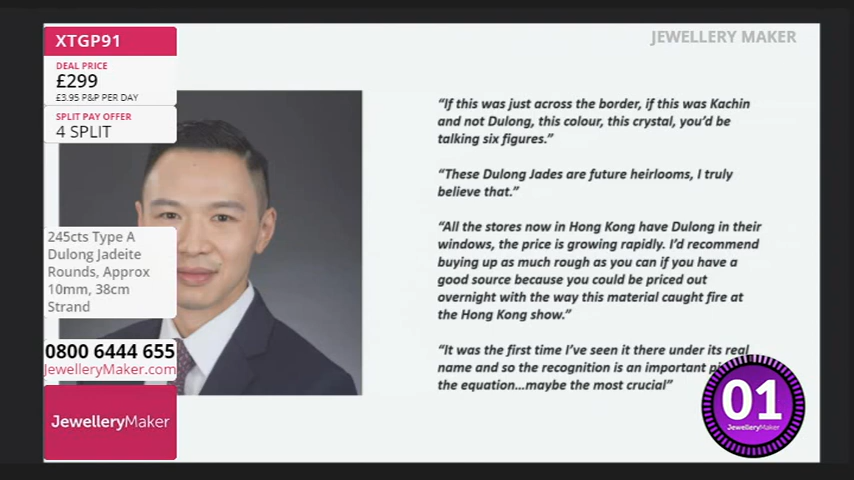 XTGP91
DEAL PRICE
£299
£3.95 P&P PER DAY
SPLIT PAY OFFER
4 SPLIT
245cts Type A
Dulong Jadeite
Rounds, Approx
10mm, 38cm
Strand
0800 6444 655
JewelleryMaker.com
JewelleryMaker
JEWELLERY MAKER
“If this was just across the border, if this was Kachin
and not Dulong, this colour, this crystal, you’d be
talking six figures.”
“These Dulong Jades are future heirlooms, I truly
believe that.”
“All the stores now in Hong Kong have Dulong in their
windows, the price is growing rapidly. I’d recommend
buying up as much rough as you can if you have a
good source because you could be priced out
overnight with the way this material caught fire at
the Hong Kong show.”
“It was the first time I’ve seen it there under its real
name and so the recognition is an important
the equation...maybe the most crucial”
01
JewelleryMaker